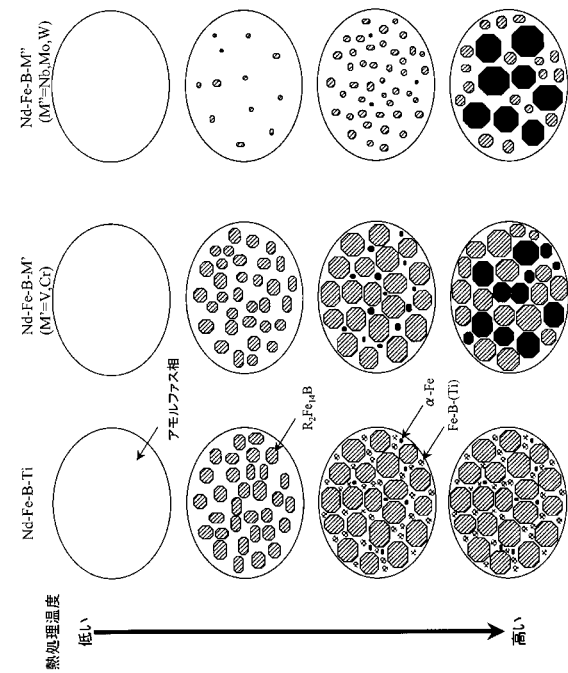 Nd-Fe-B-Ti
Nd-Fe-B-M'
(M'=V,Cr)
Nd-Fe-B-M"
(M"=Nb,Mo,W)
熱処理温度
低い
高い
アモルファス相
R₂Fe₁₄B
α-Fe
Fe-B-(Ti)